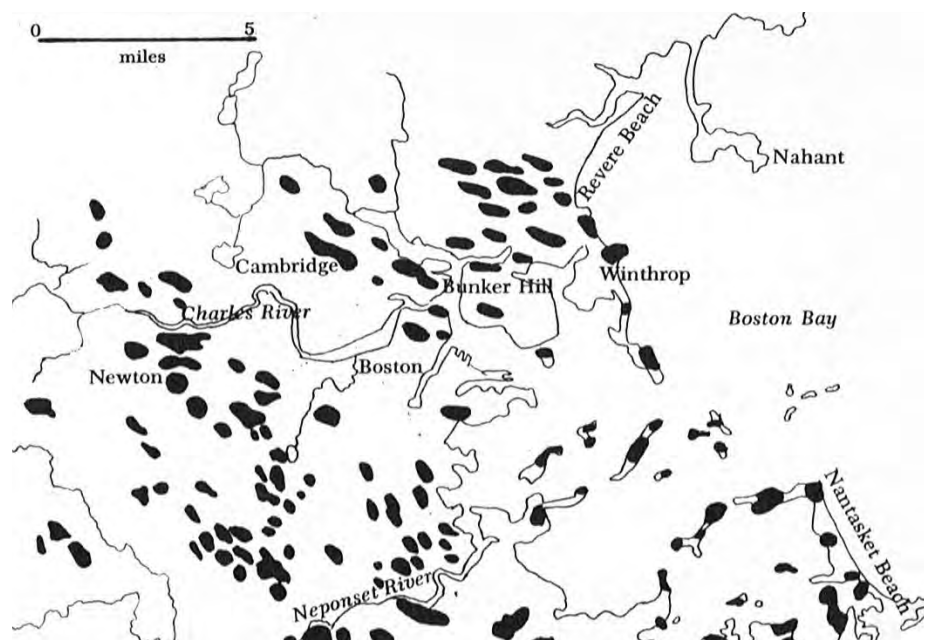 0 5
miles
Revere Beach
Nahant
Cambridge
Bunker Hill
Winthrop
Charles River
Boston Bay
Boston
Newton
Nantasket Beach
Neponset River